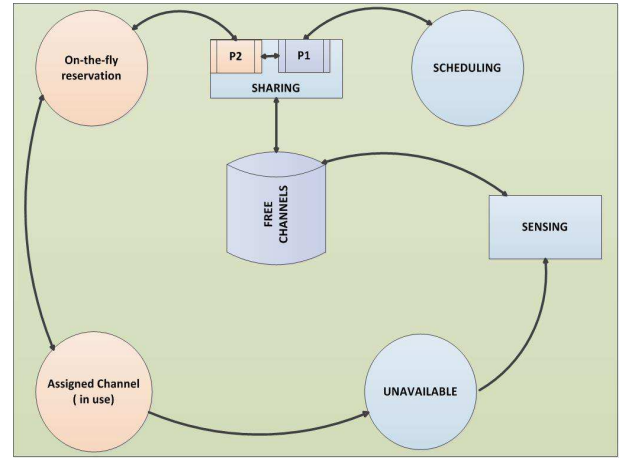 On-the-fly
reservation
P2
P1
SHARING
SCHEDULING
FREE
CHANNELS
SENSING
Assigned Channel
( in use)
UNAVAILABLE